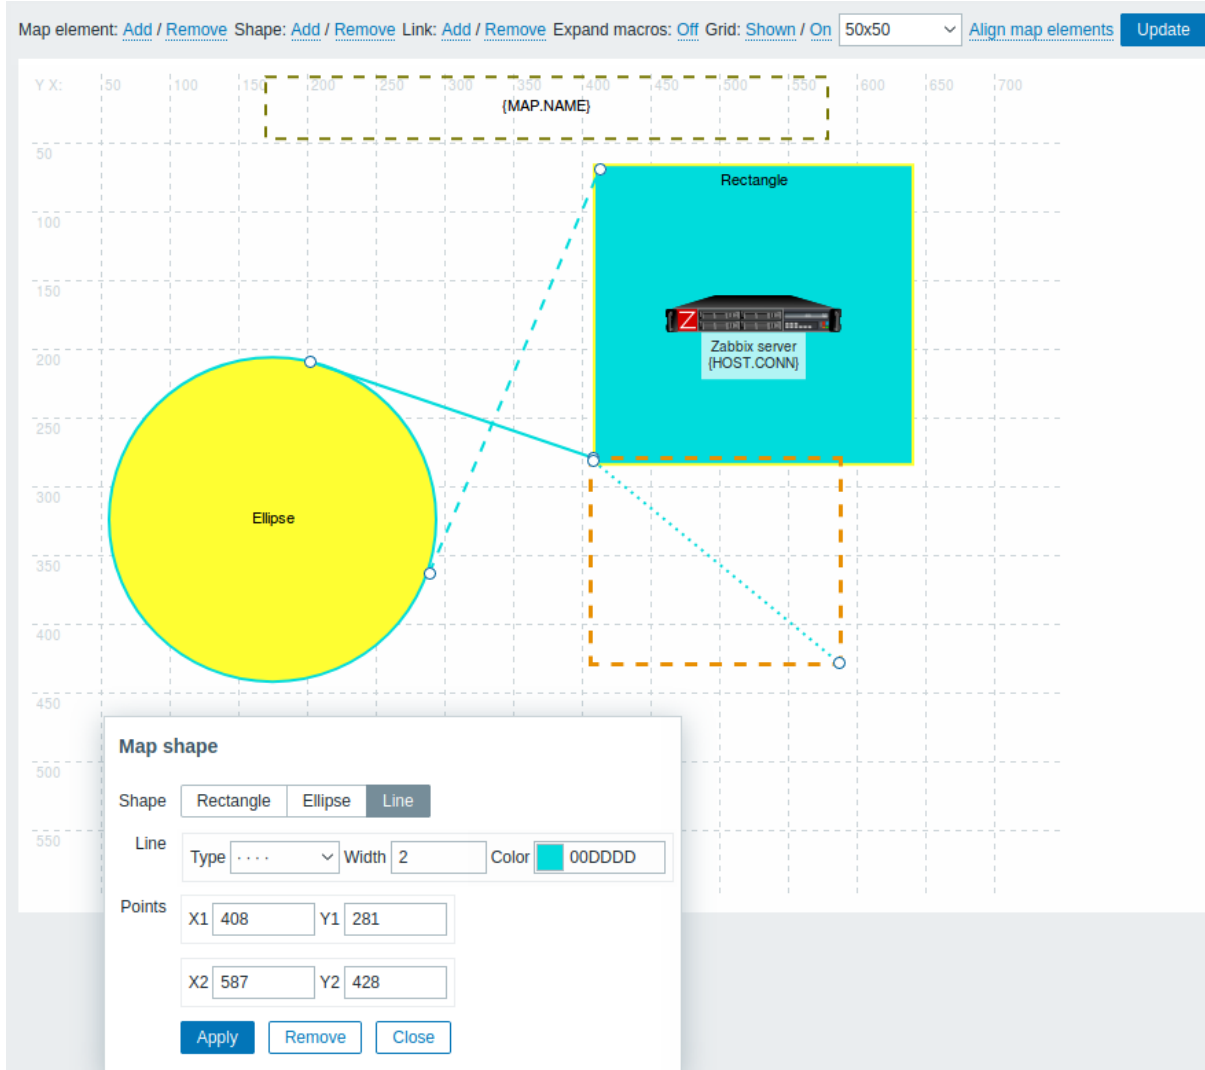 Map element: Add / Remove Shape: Add / Remove Link: Add / Remove Expand macros: Off Grid: Shown / On 50x50 Align map elements Update
Y X: 50 100 150 200 250 300 350 400 450 500 550 600 650 700
{MAP.NAME}
50
Rectangle
100
150
Z
Zabbix server
200
{HOST.CONN}
250
300
Ellipse
350
400
450
Map shape
500
Shape Rectangle Ellipse Line
550
Line Type . . . . Width 2 Color 00DDDD
Points X1 408 Y1 281
X2 587 Y2 428
Apply Remove Close